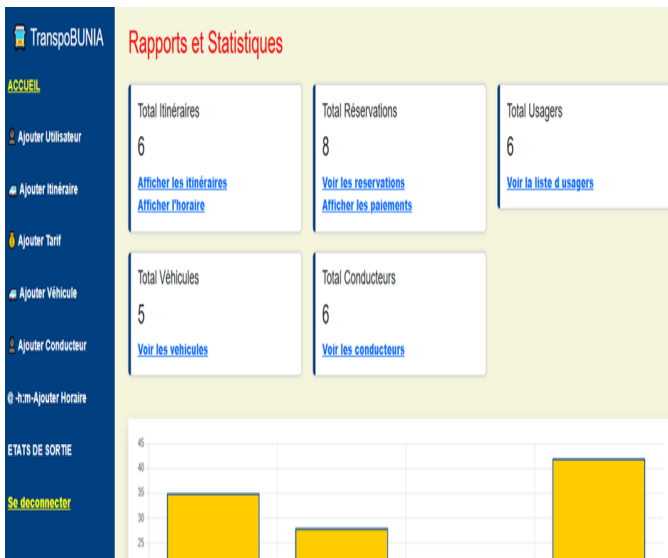 TranspoBUNIA
ACCUEIL
Ajouter Utilisateur
Ajouter Itinéraire
Ajouter Tarif
Ajouter Véhicule
Ajouter Conducteur
@ -h:m-Ajouter Horaire
ETATS DE SORTIE
Se deconnecter
Rapports et Statistiques
Total Itinéraires
6
Afficher les itinéraires
Afficher l'horaire
Total Réservations
8
Voir les reservations
Afficher les paiements
Total Usagers
6
Voir la liste d usagers
Total Véhicules
5
Voir les vehicules
Total Conducteurs
6
Voir les conducteurs
45
40
35
30
25